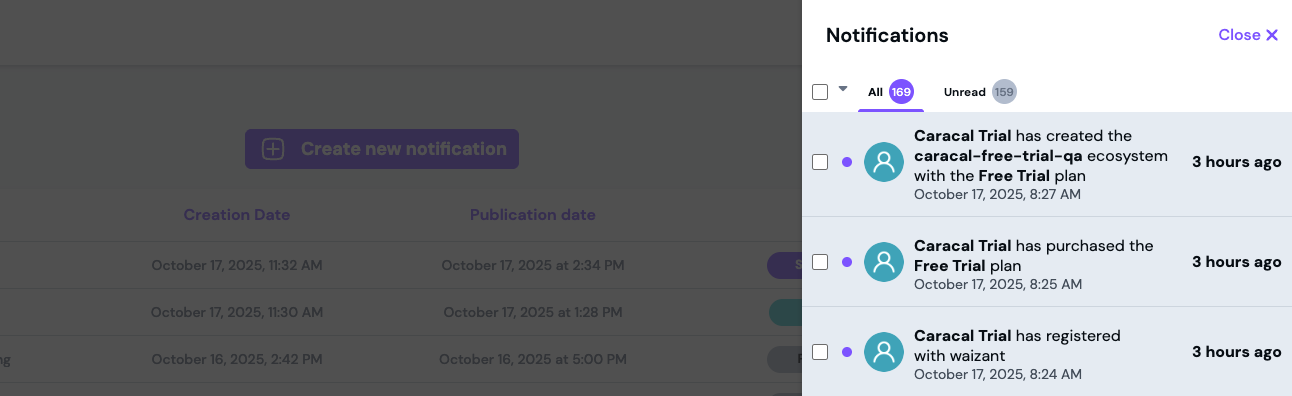 Notifications
Close
All 169
Unread 159
Create new notification
Creation Date
Publication date
October 17, 2025, 11:32 AM
October 17, 2025 at 2:34 PM
October 17, 2025, 11:30 AM
October 17, 2025 at 1:28 PM
ng
October 16, 2025, 2:42 PM
October 16, 2025 at 5:00 PM
Caracal Trial has created the
caracal-free-trial-qa ecosystem
with the Free Trial plan
October 17, 2025, 8:27 AM
3 hours ago
Caracal Trial has purchased the
Free Trial plan
October 17, 2025, 8:25 AM
3 hours ago
Caracal Trial has registered
with waizant
October 17, 2025, 8:24 AM
3 hours ago